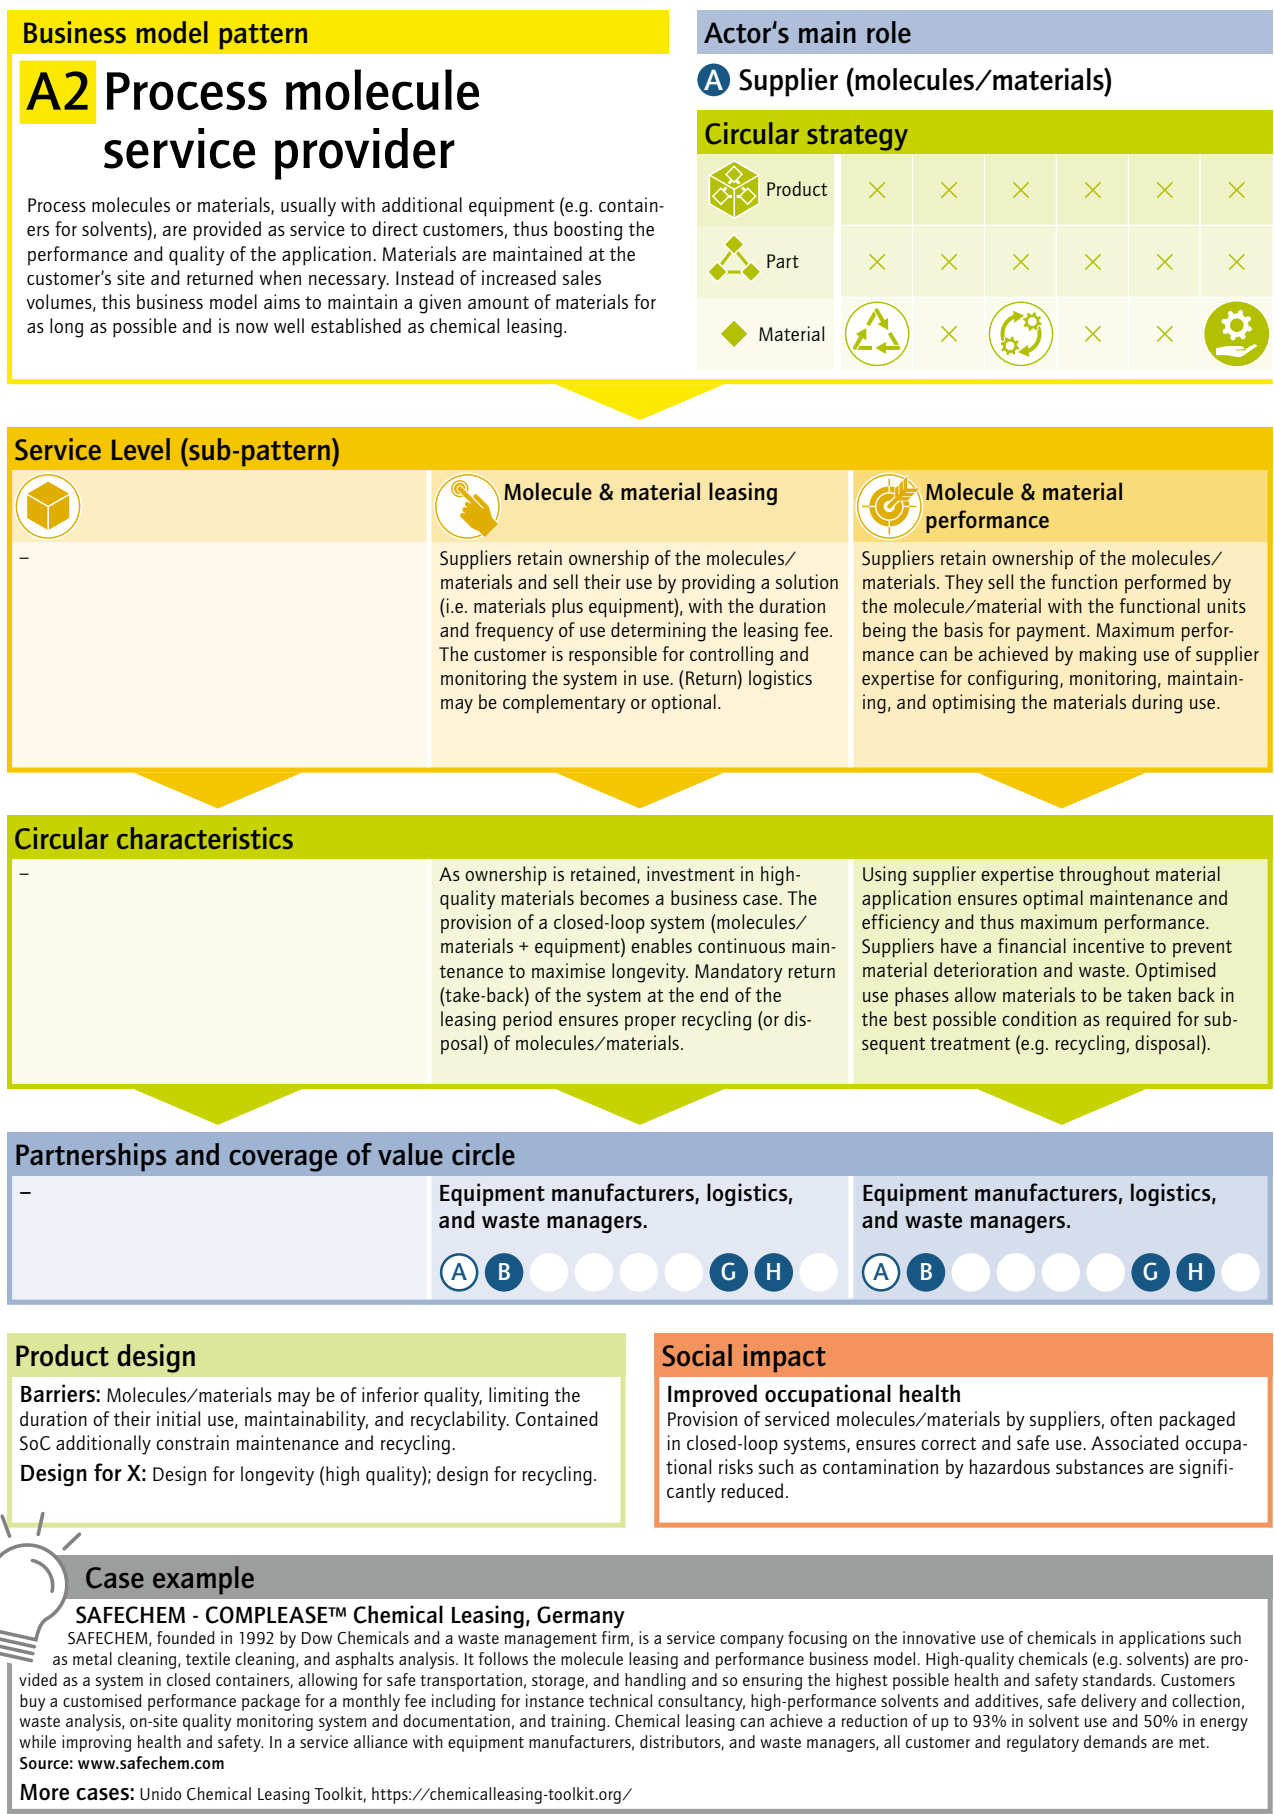 Business model pattern
A2 Process molecule
service provider
Process molecules or materials, usually with additional equipment (e.g. contain-
ers for solvents), are provided as service to direct customers, thus boosting the
performance and quality of the application. Materials are maintained at the
customer's site and returned when necessary. Instead of increased sales
volumes, this business model aims to maintain a given amount of materials for
as long as possible and is now well established as chemical leasing.
Actor's main role
A Supplier (molecules/materials)
Circular strategy
Product
Part
Material
Service Level (sub-pattern)
–
Molecule & material leasing
Suppliers retain ownership of the molecules/
materials and sell their use by providing a solution
(i.e. materials plus equipment), with the duration
and frequency of use determining the leasing fee.
The customer is responsible for controlling and
monitoring the system in use. (Return) logistics
may be complementary or optional.
Molecule & material
performance
Suppliers retain ownership of the molecules/
materials. They sell the function performed by
the molecule/material with the functional units
being the basis for payment. Maximum perfor-
mance can be achieved by making use of supplier
expertise for configuring, monitoring, maintain-
ing, and optimising the materials during use.
Circular characteristics
–
As ownership is retained, investment in high-
quality materials becomes a business case. The
provision of a closed-loop system (molecules/
materials + equipment) enables continuous main-
tenance to maximise longevity. Mandatory return
(take-back) of the system at the end of the
leasing period ensures proper recycling (or dis-
posal) of molecules/materials.
Using supplier expertise throughout material
application ensures optimal maintenance and
efficiency and thus maximum performance.
Suppliers have a financial incentive to prevent
material deterioration and waste. Optimised
use phases allow materials to be taken back in
the best possible condition as required for sub-
sequent treatment (e.g. recycling, disposal).
Partnerships and coverage of value circle
–
Equipment manufacturers, logistics,
and waste managers.
A B G H
Equipment manufacturers, logistics,
and waste managers.
A B G H
Product design
Barriers: Molecules/materials may be of inferior quality, limiting the
duration of their initial use, maintainability, and recyclability. Contained
SoC additionally constrain maintenance and recycling.
Design for X: Design for longevity (high quality); design for recycling.
Social impact
Improved occupational health
Provision of serviced molecules/materials by suppliers, often packaged
in closed-loop systems, ensures correct and safe use. Associated occupa-
tional risks such as contamination by hazardous substances are signifi-
cantly reduced.
Case example
SAFECHEM - COMPLEASE™ Chemical Leasing, Germany
SAFECHEM, founded in 1992 by Dow Chemicals and a waste management firm, is a service company focusing on the innovative use of chemicals in applications such
as metal cleaning, textile cleaning, and asphalts analysis. It follows the molecule leasing and performance business model. High-quality chemicals (e.g. solvents) are pro-
vided as a system in closed containers, allowing for safe transportation, storage, and handling and so ensuring the highest possible health and safety standards. Customers
buy a customised performance package for a monthly fee including for instance technical consultancy, high-performance solvents and additives, safe delivery and collection,
waste analysis, on-site quality monitoring system and documentation, and training. Chemical leasing can achieve a reduction of up to 93% in solvent use and 50% in energy
while improving health and safety. In a service alliance with equipment manufacturers, distributors, and waste managers, all customer and regulatory demands are met.
Source: www.safechem.com
More cases: Unido Chemical Leasing Toolkit, https://chemicalleasing-toolkit.org/